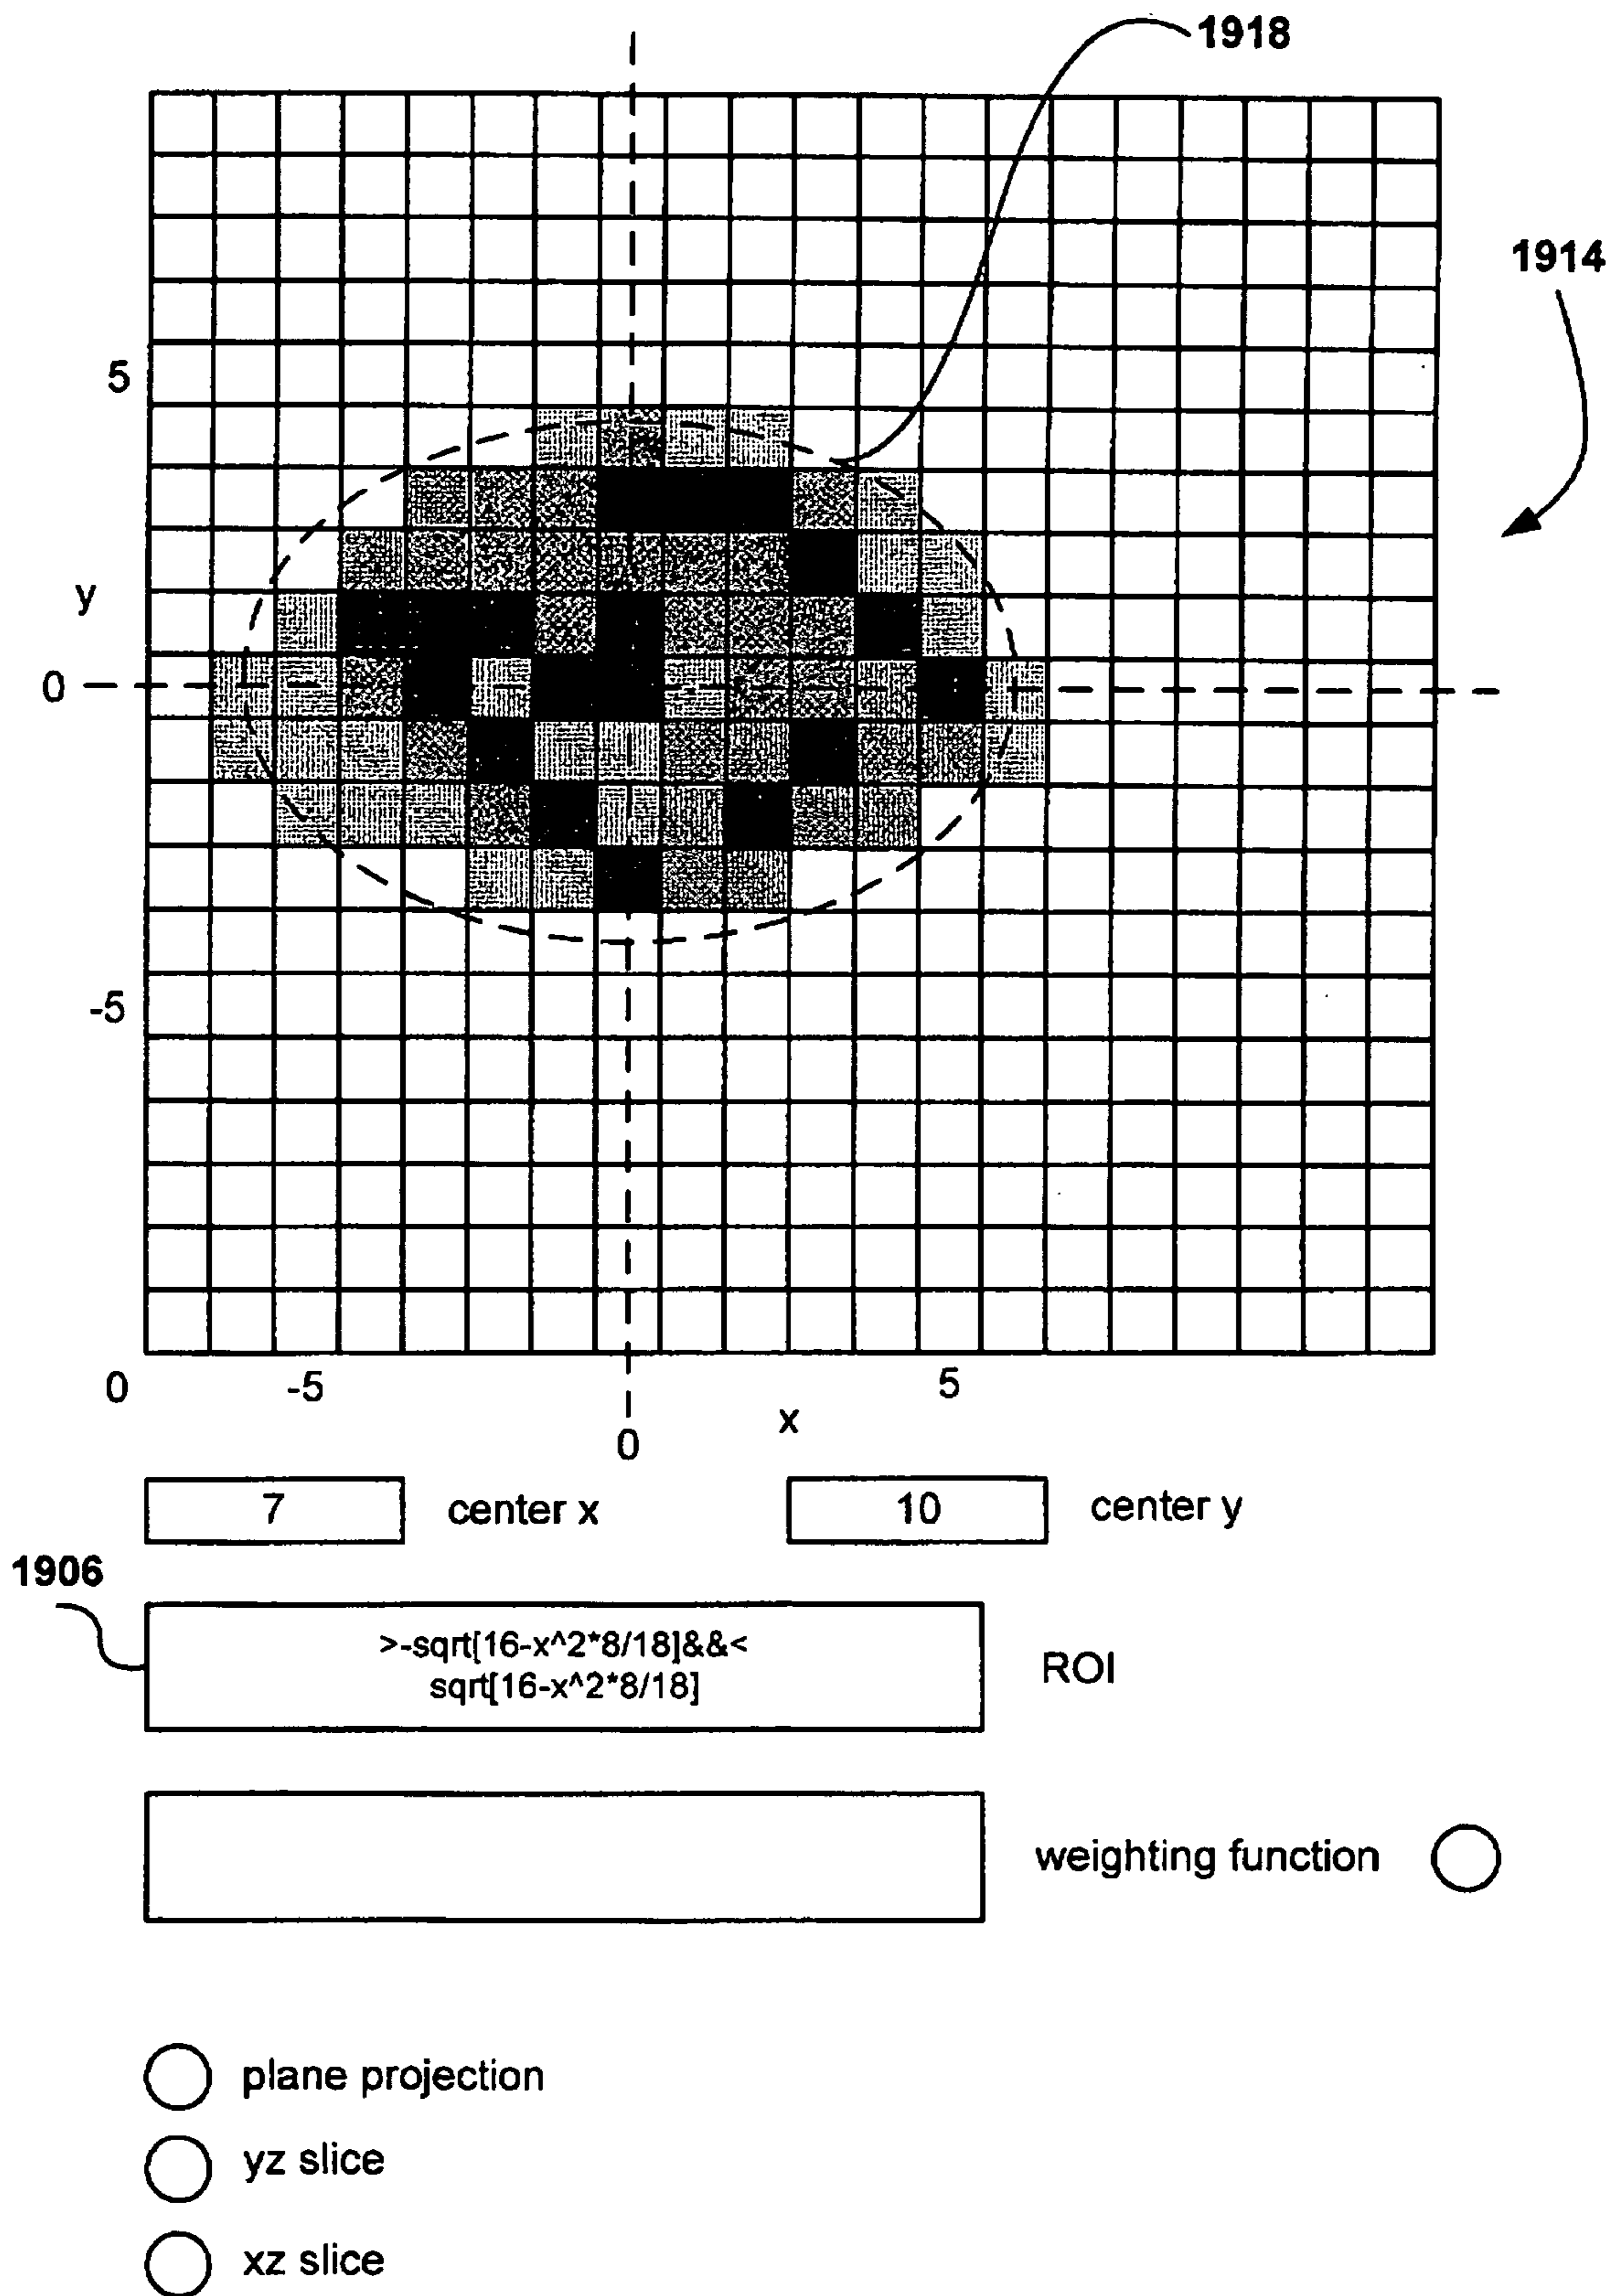 1918
1914
5
y
0
-5
0 -5 5
x
0
7 center x 10 center y
1906
>-sqrt[16-x^2*8/18]&&<
sqrt[16-x^2*8/18]
ROI
weighting function
plane projection
yz slice
xz slice